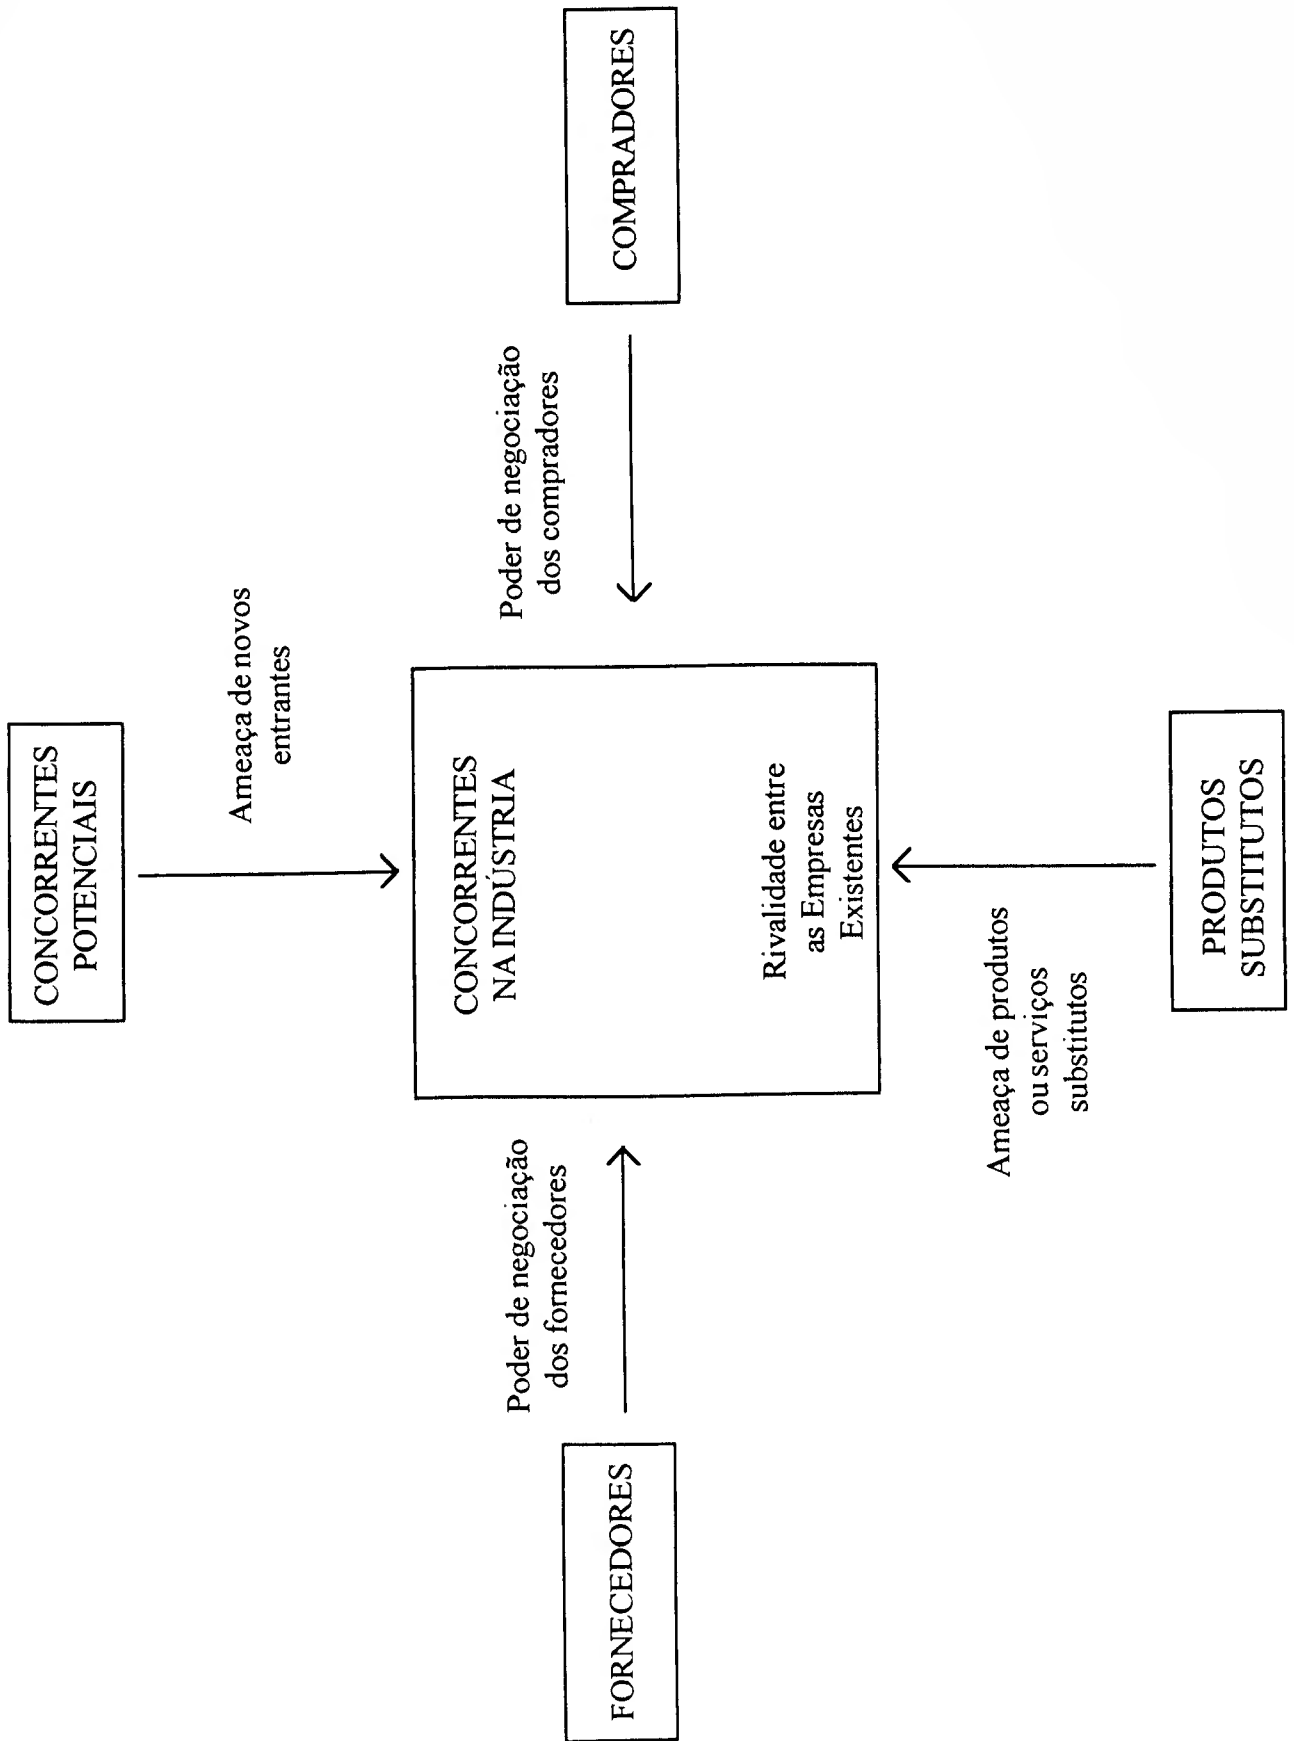 CONCORRENTES
POTENCIAIS
Ameaça de novos
entrantes
Poder de negociação
dos fornecedores
Poder de negociação
dos compradores
FORNECEDORES
CONCORRENTES
NA INDÚSTRIA
Rivalidade entre
as Empresas
Existentes
COMPRADORES
Ameaça de produtos
ou serviços
substitutos
PRODUTOS
SUBSTITUTOS